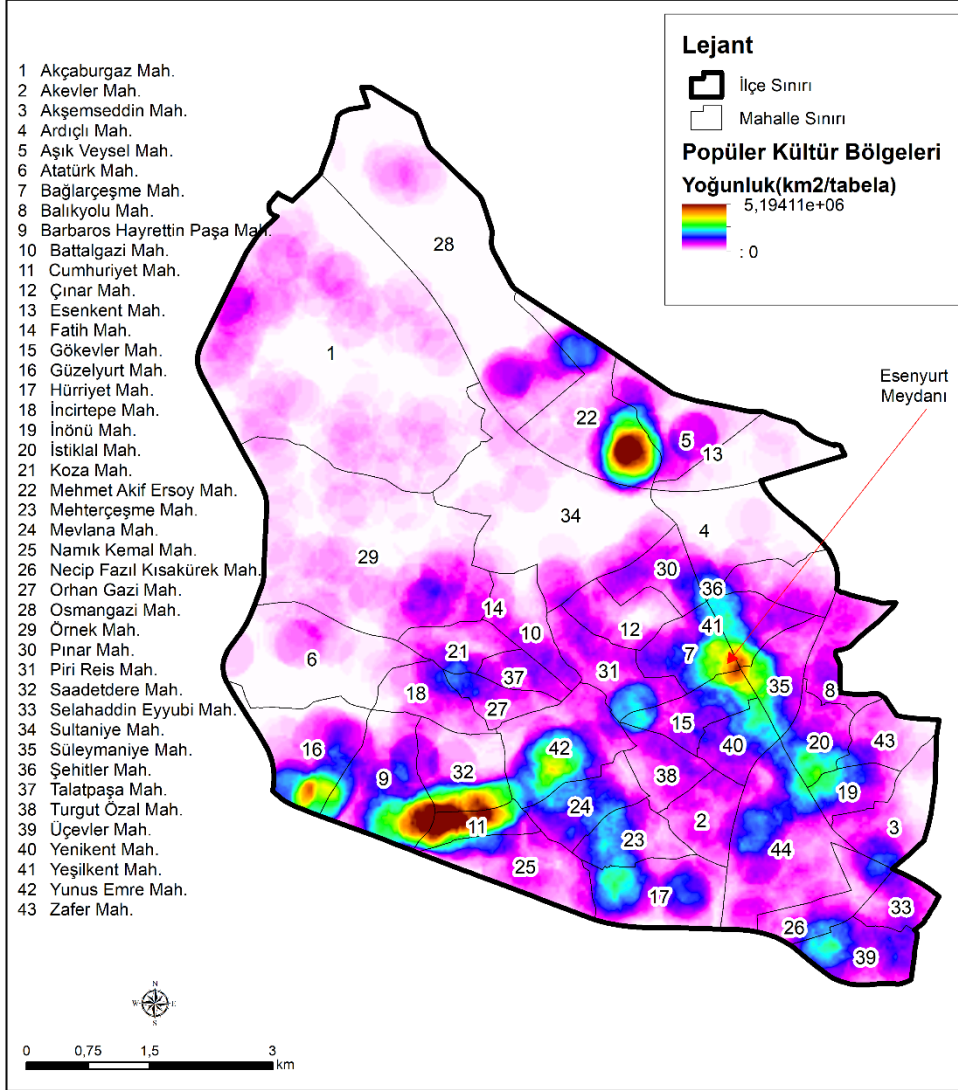 1 Akçaburgaz Mah.
2 Akevler Mah.
3 Akşemseddin Mah.
4 Ardıçlı Mah.
5 Aşık Veysel Mah.
6 Atatürk Mah.
7 Bağlarçeşme Mah.
8 Balıkyolu Mah.
9 Barbaros Hayrettin Paşa Mah.
10 Battalgazi Mah.
11 Cumhuriyet Mah.
12 Çınar Mah.
13 Esenkent Mah.
14 Fatih Mah.
15 Gökevler Mah.
16 Güzelyurt Mah.
17 Hürriyet Mah.
18 İncirtepe Mah.
19 İnönü Mah.
20 İstiklal Mah.
21 Koza Mah.
22 Mehmet Akif Ersoy Mah.
23 Mehterçeşme Mah.
24 Mevlana Mah.
25 Namık Kemal Mah.
26 Necip Fazıl Kısakürek Mah.
27 Orhan Gazi Mah.
28 Osmangazi Mah.
29 Örnek Mah.
30 Pınar Mah.
31 Piri Reis Mah.
32 Saadetdere Mah.
33 Selahaddin Eyyubi Mah.
34 Sultaniye Mah.
35 Süleymaniye Mah.
36 Şehitler Mah.
37 Talatpaşa Mah.
38 Turgut Özal Mah.
39 Üçevler Mah.
40 Yenikent Mah.
41 Yeşilkent Mah.
42 Yunus Emre Mah.
43 Zafer Mah.
Lejant
İlçe Sınırı
Mahalle Sınırı
Popüler Kültür Bölgeleri
Yoğunluk(km2/tabela)
5,19411e+06
: 0
Esenyurt
Meydanı
28
1
22
5
13
34
4
29
30
36
14
12
41
10
6
21
7
31
37
35
8
18
27
15
16
42
40
20
43
9
32
38
19
24
11
2
3
23
44
25
17
33
26
39
N
W
E
S
0 0,75 1,5 3
km